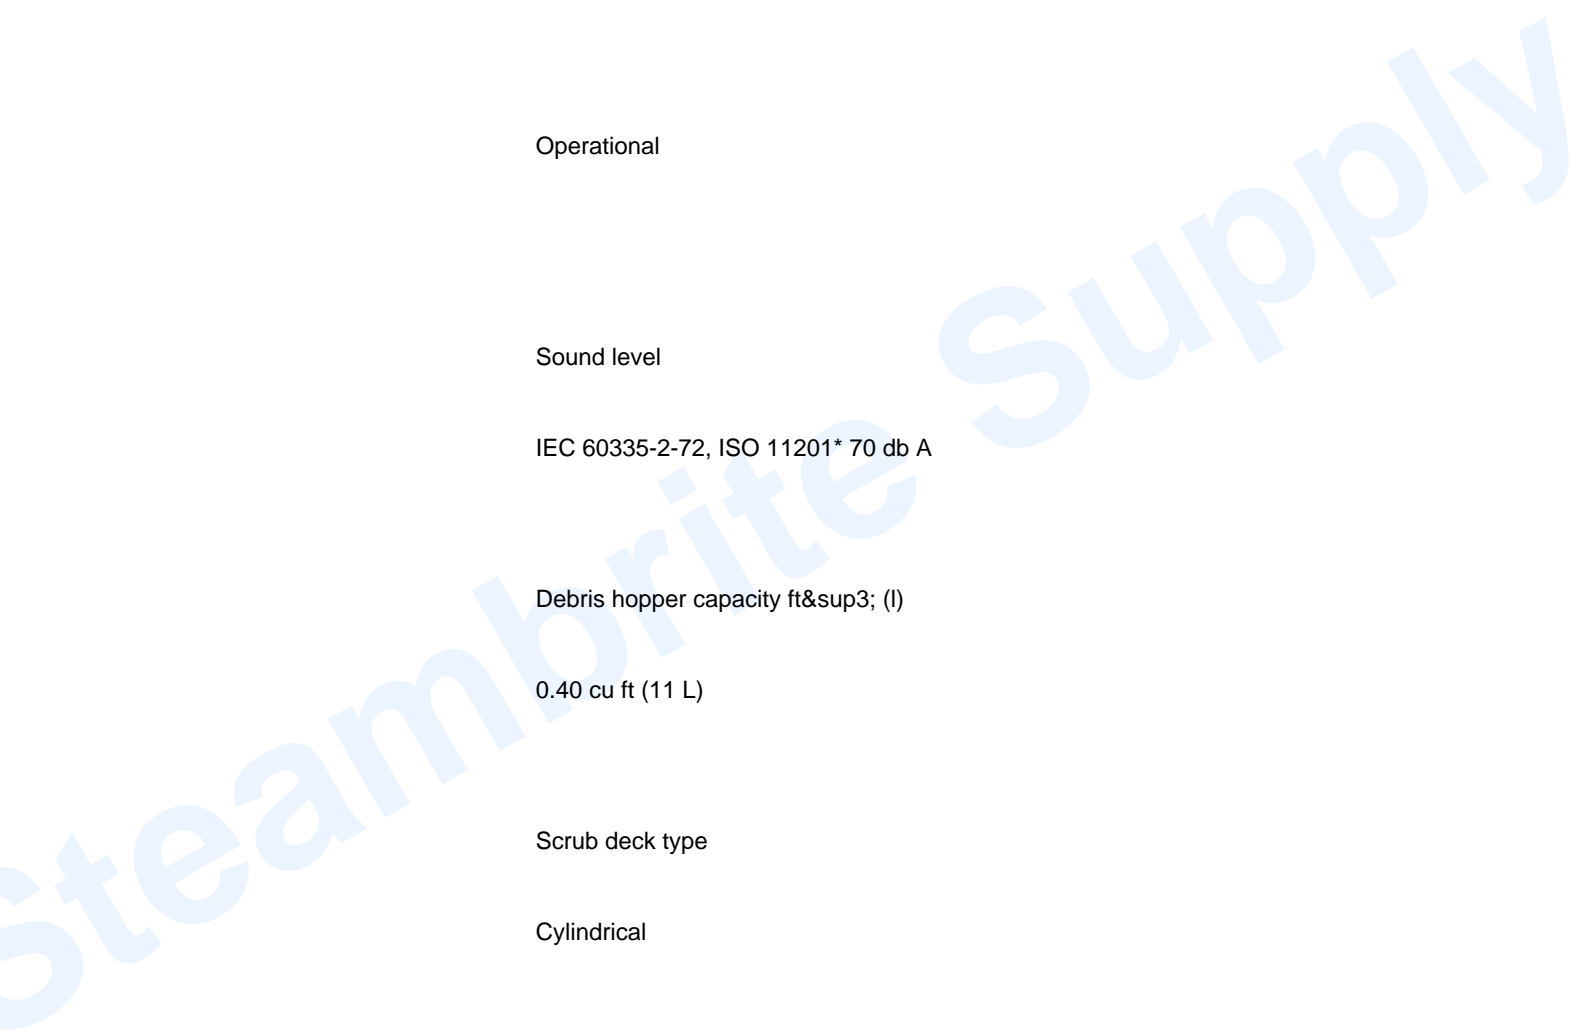 Operational
Sound level
IEC 60335-2-72, ISO 11201* 70 db A
Debris hopper capacity ft&sup3; (l)
0.40 cu ft (11 L)
Scrub deck type
Cylindrical
Steambrite Supply